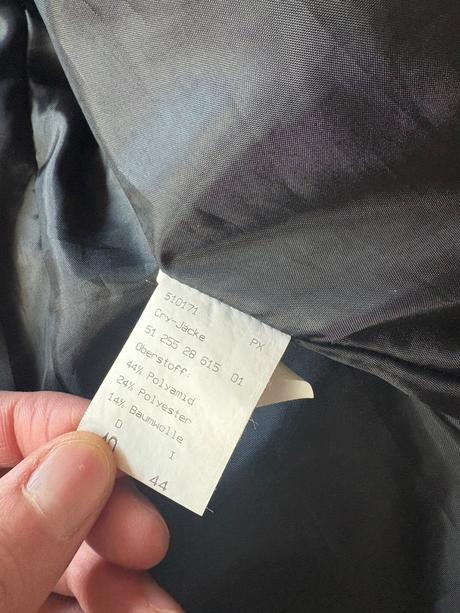 510171
Cry-Jacke PX
51 255 28 615 01
Oberstoff:
44% Polyamid
24% Polyester
14% Baumwolle
D I
40 44